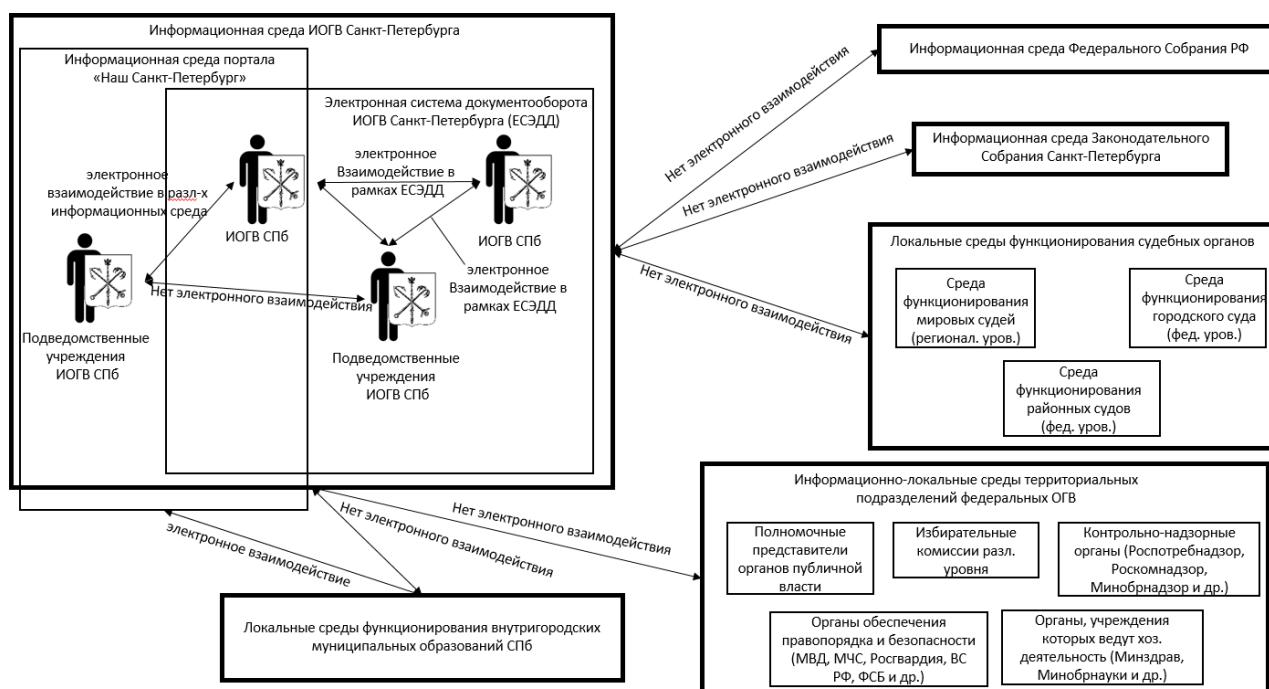 Информационная среда ИОГВ Санкт-Петербурга
Информационная среда портала
«Наш Санкт-Петербург»
Электронная система документооборота
ИОГВ Санкт-Петербурга (ЕСЭДД)
электронное
взаимодействие в разл-х
информационных среда
электронное
Взаимодействие в
рамках ЕСЭДД
ИОГВ СПб
ИОГВ СПб
электронное
Взаимодействие в
рамках ЕСЭДД
Нет электронного взаимодействия
Подведомственные
учреждения
ИОГВ СПб
Подведомственные
учреждения
ИОГВ СПб
Нет электронного взаимодействия
Информационная среда Федерального Собрания РФ
Нет электронного взаимодействия
Информационная среда Законодательного
Собрания Санкт-Петербурга
Нет электронного взаимодействия
Локальные среды функционирования судебных органов
Среда
функционирования
мировых судей
(регионал. уров.)
Среда
функционирования
городского суда
(фед. уров.)
Среда
функционирования
районных судов
(фед. уров.)
Нет электронного взаимодействия
Информационно-локальные среды территориальных
подразделений федеральных ОГВ
Полномочные
представители
органов публичной
власти
Избирательные
комиссии разл.
уровня
Контрольно-надзорные
органы (Роспотребнадзор,
Роскомнадзор,
Минобрнадзор и др.)
Органы обеспечения
правопорядка и безопасности
(МВД, МЧС, Росгвардия, ВС
РФ, ФСБ и др.)
Органы, учреждения
которых ведут хоз.
деятельность (Минздрав,
Минобрнауки и др.)
электронное взаимодействие
Нет электронного взаимодействия
Локальные среды функционирования внутригородских
муниципальных образований СПб